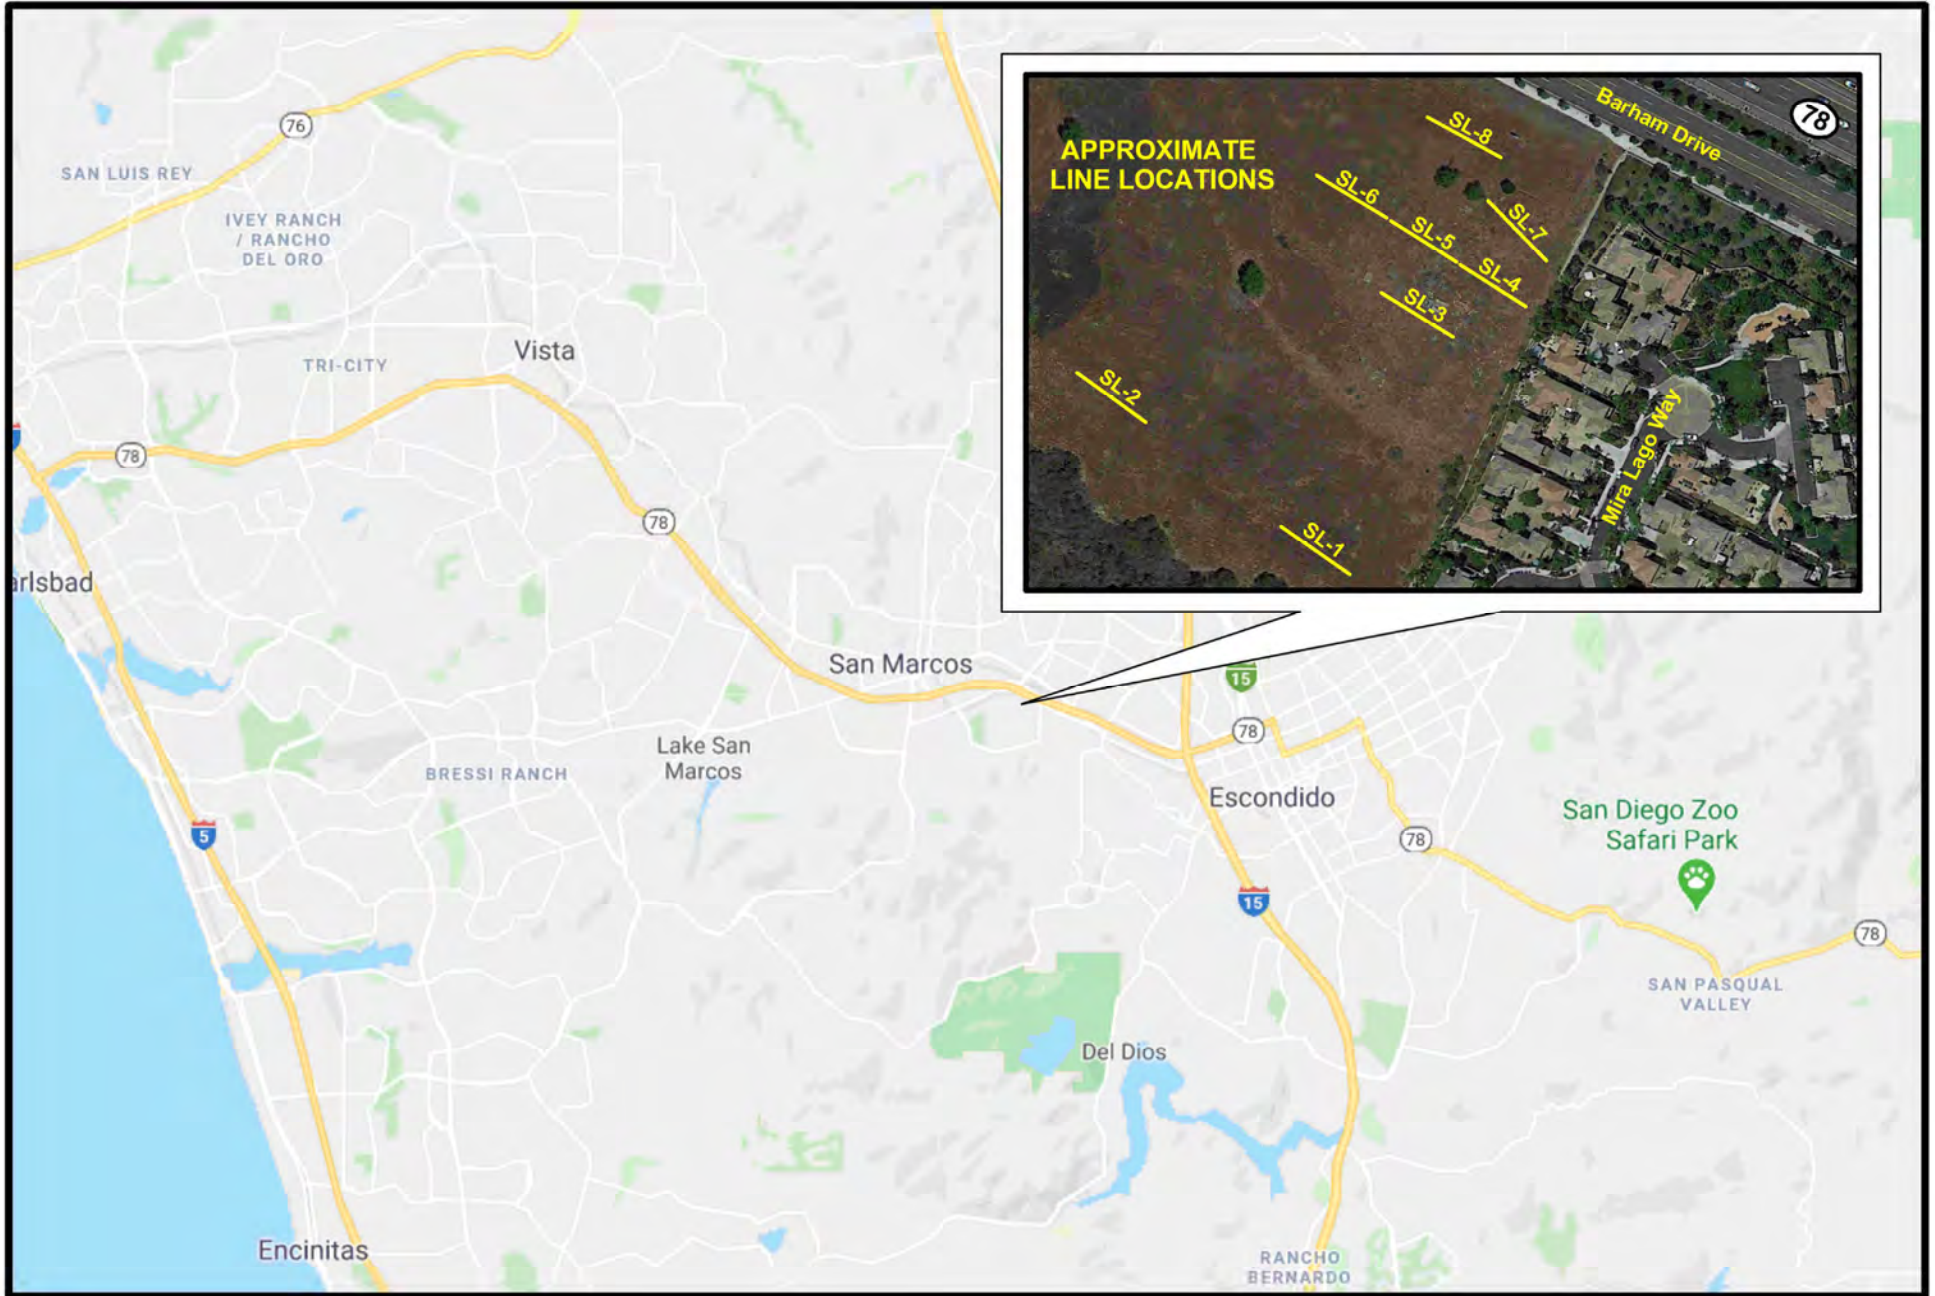 76
SAN LUIS REY
IVEY RANCH
/ RANCHO
DEL ORO
TRI-CITY
Vista
78
78
arlsbad
San Marcos
15
78
Lake San
Marcos
BRESSI RANCH
Escondido
5
78
San Diego Zoo
Safari Park
15
78
SAN PASQUAL
VALLEY
Del Dios
Encinitas
RANCHO
BERNARDO
APPROXIMATE
LINE LOCATIONS
Barham Drive
78
SL-8
SL-6
SL-7
SL-5
SL-4
SL-3
SL-2
SL-1
Mira Lago Way